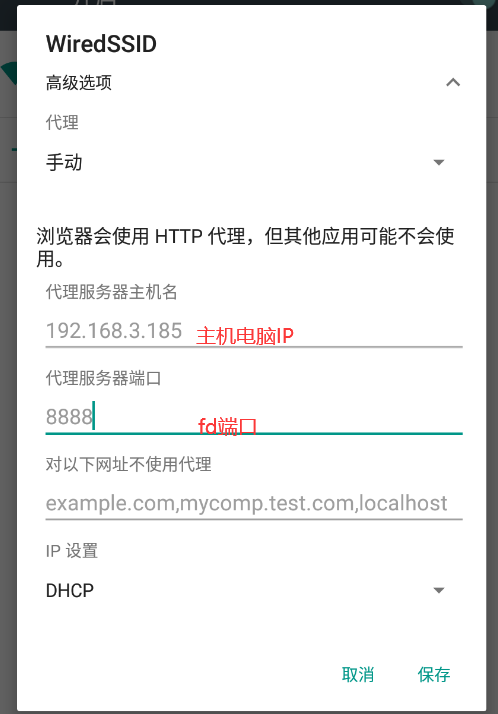 WiredSSID
高级选项
代理
手动
浏览器会使用 HTTP 代理，但其他应用可能不会使
用。
代理服务器主机名
192.168.3.185 主机电脑IP
代理服务器端口
8888 fd端口
对以下网址不使用代理
example.com,mycomp.test.com,localhost
IP 设置
DHCP
取消 保存